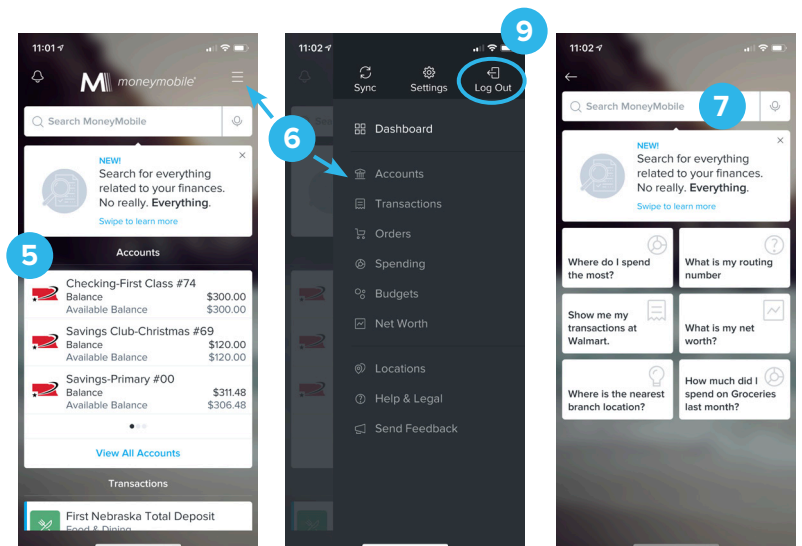 9
11:01
moneymobile
Search MoneyMobile
NEW!
Search for everything
related to your finances.
No really. Everything.
Swipe to learn more
5
Accounts
Checking-First Class #74
Balance $300.00
Available Balance $300.00
Savings Club-Christmas #69
Balance $120.00
Available Balance $120.00
Savings-Primary #00
Balance $311.48
Available Balance $306.48
View All Accounts
Transactions
First Nebraska Total Deposit
Food & Dining
6
11:02
Sync Settings Log Out
Dashboard
Accounts
Transactions
Orders
Spending
Budgets
Net Worth
Locations
Help & Legal
Send Feedback
11:02
Search MoneyMobile
7
NEW!
Search for everything
related to your finances.
No really. Everything.
Swipe to learn more
Where do I spend
the most?
What is my routing
number
Show me my
transactions at
Walmart.
What is my net
worth?
Where is the nearest
branch location?
How much did I
spend on Groceries
last month?